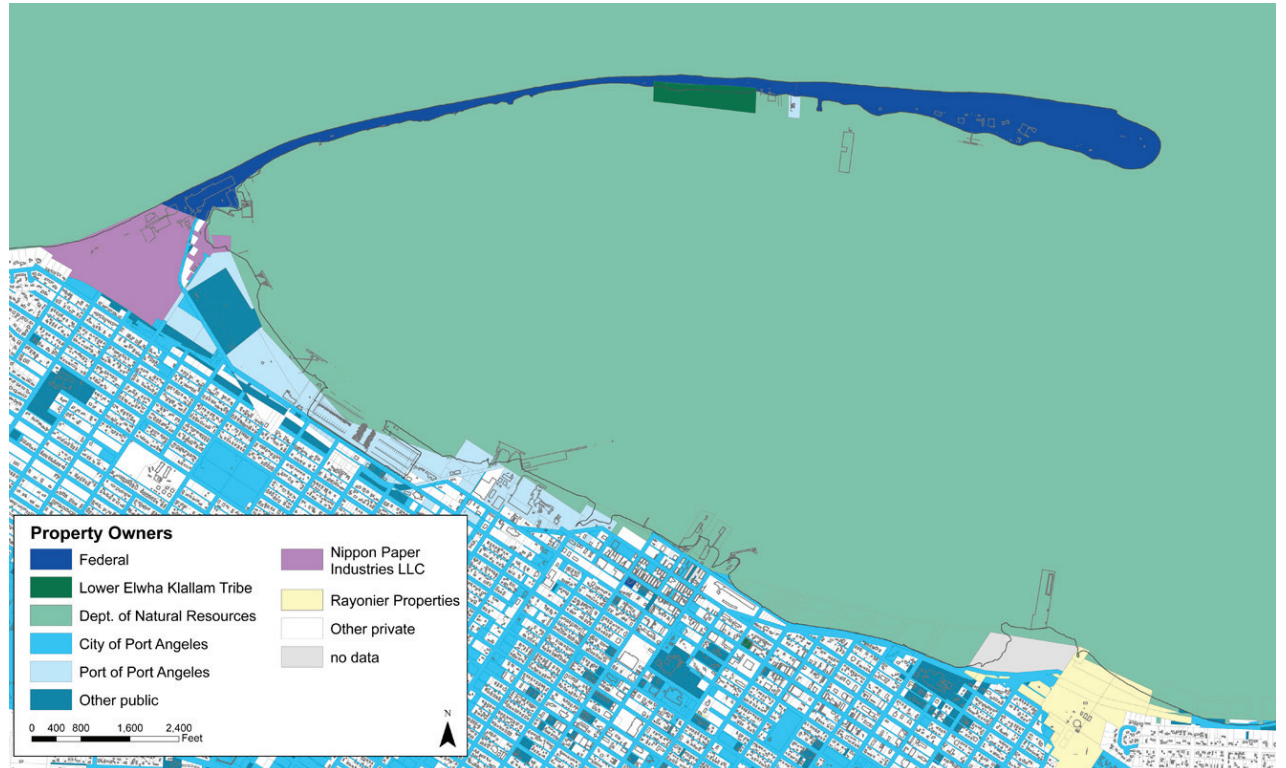 Property Owners
Federal
Lower Elwha Klallam Tribe
Dept. of Natural Resources
City of Port Angeles
Port of Port Angeles
Other public
Nippon Paper
Industries LLC
Rayonier Properties
Other private
no data
0 400 800 1,600 2,400
Feet
N